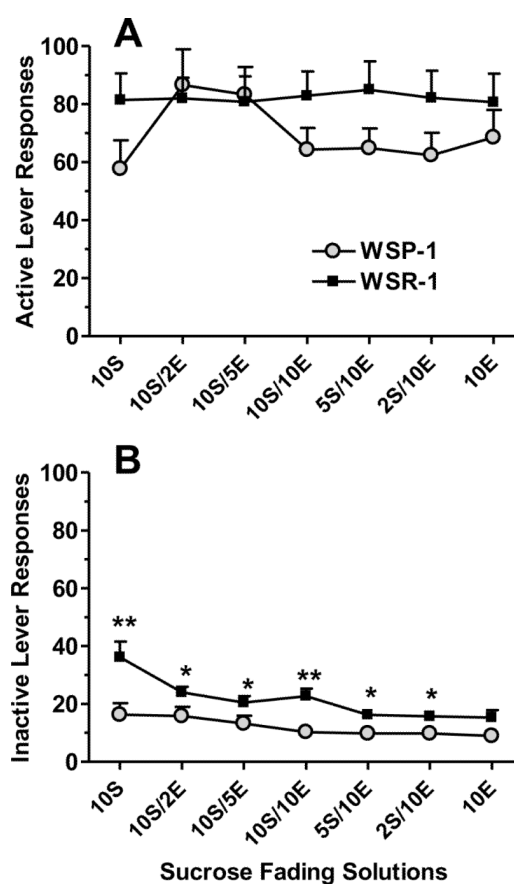 A
Active Lever Responses
100
80
60
40
20
0
WSP-1
WSR-1
10S
10S/2E
10S/5E
10S/10E
5S/10E
2S/10E
10E
B
Inactive Lever Responses
100
80
60
40
20
0
**
*
*
**
*
*
10S
10S/2E
10S/5E
10S/10E
5S/10E
2S/10E
10E
Sucrose Fading Solutions